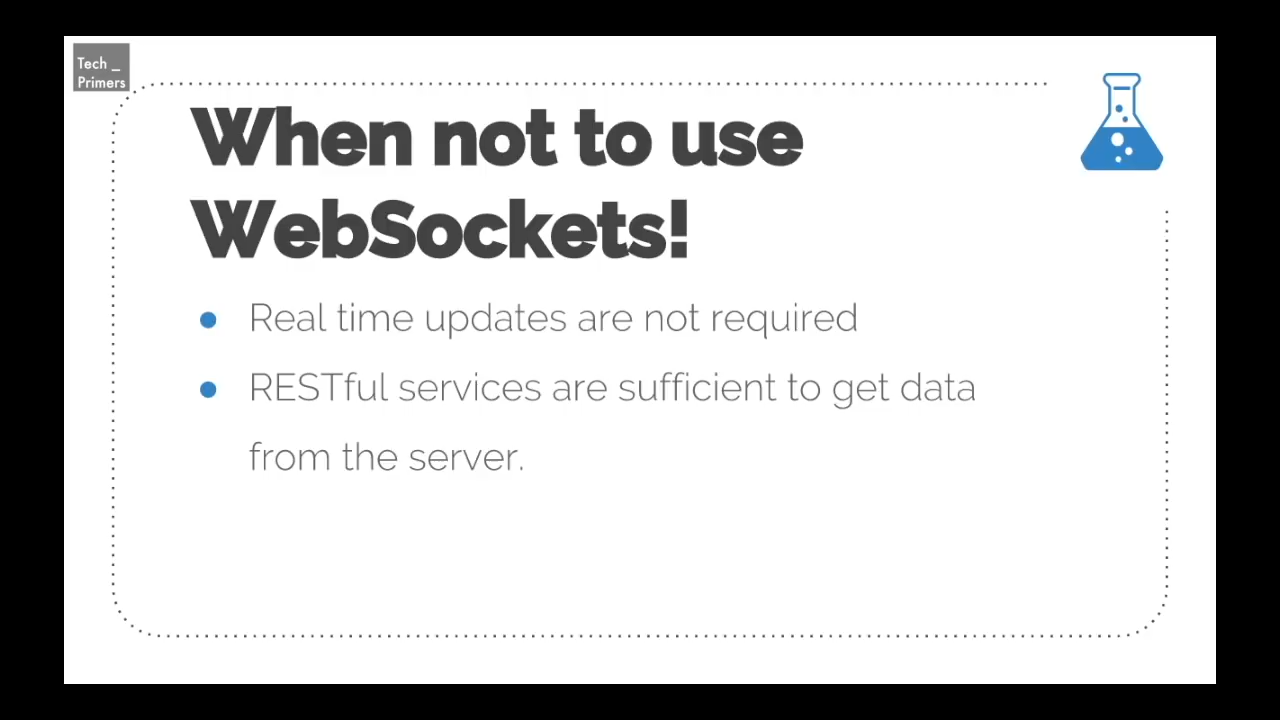 Tech _
Primers
When not to use
WebSockets!
Real time updates are not required
RESTful services are sufficient to get data
from the server.